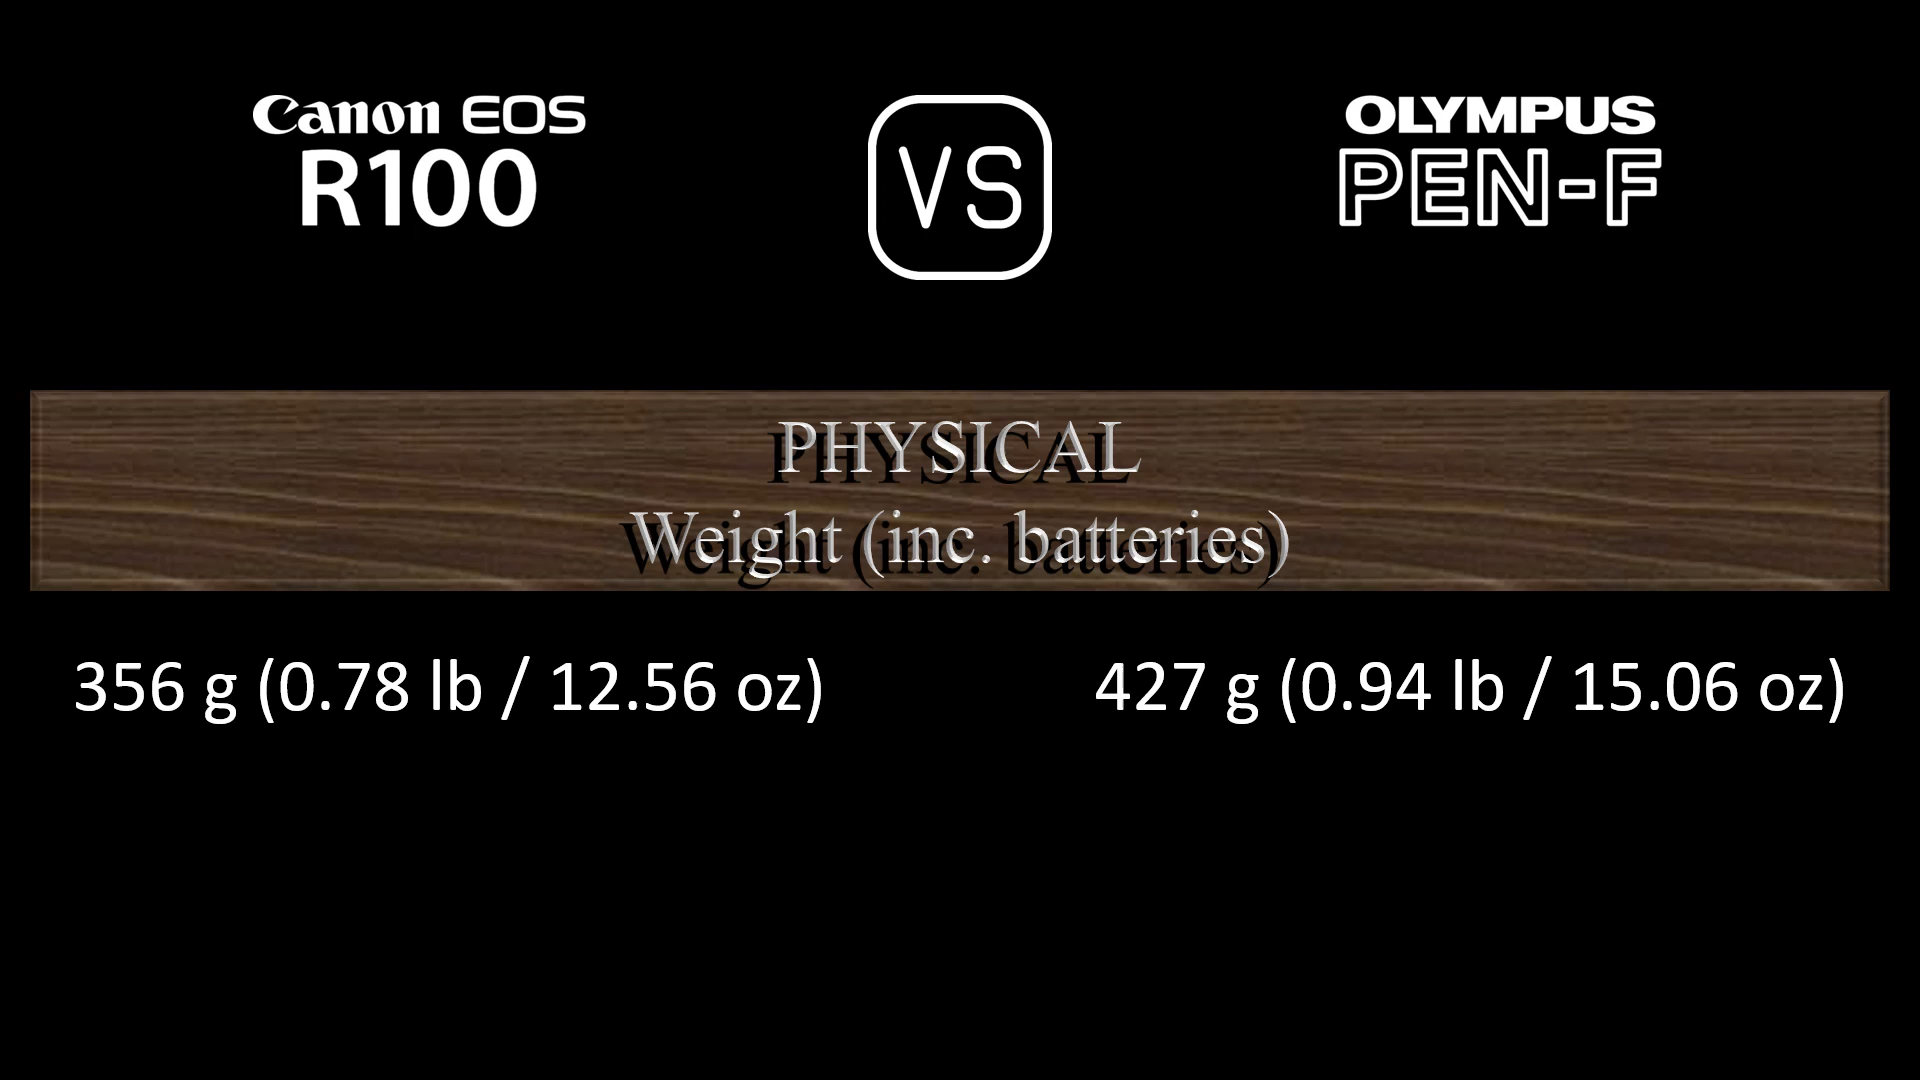 Canon EOS
R100
VS
OLYMPUS
PEN-F
PHYSICAL
Weight (inc. batteries)
356 g (0.78 lb / 12.56 oz)
427 g (0.94 lb / 15.06 oz)